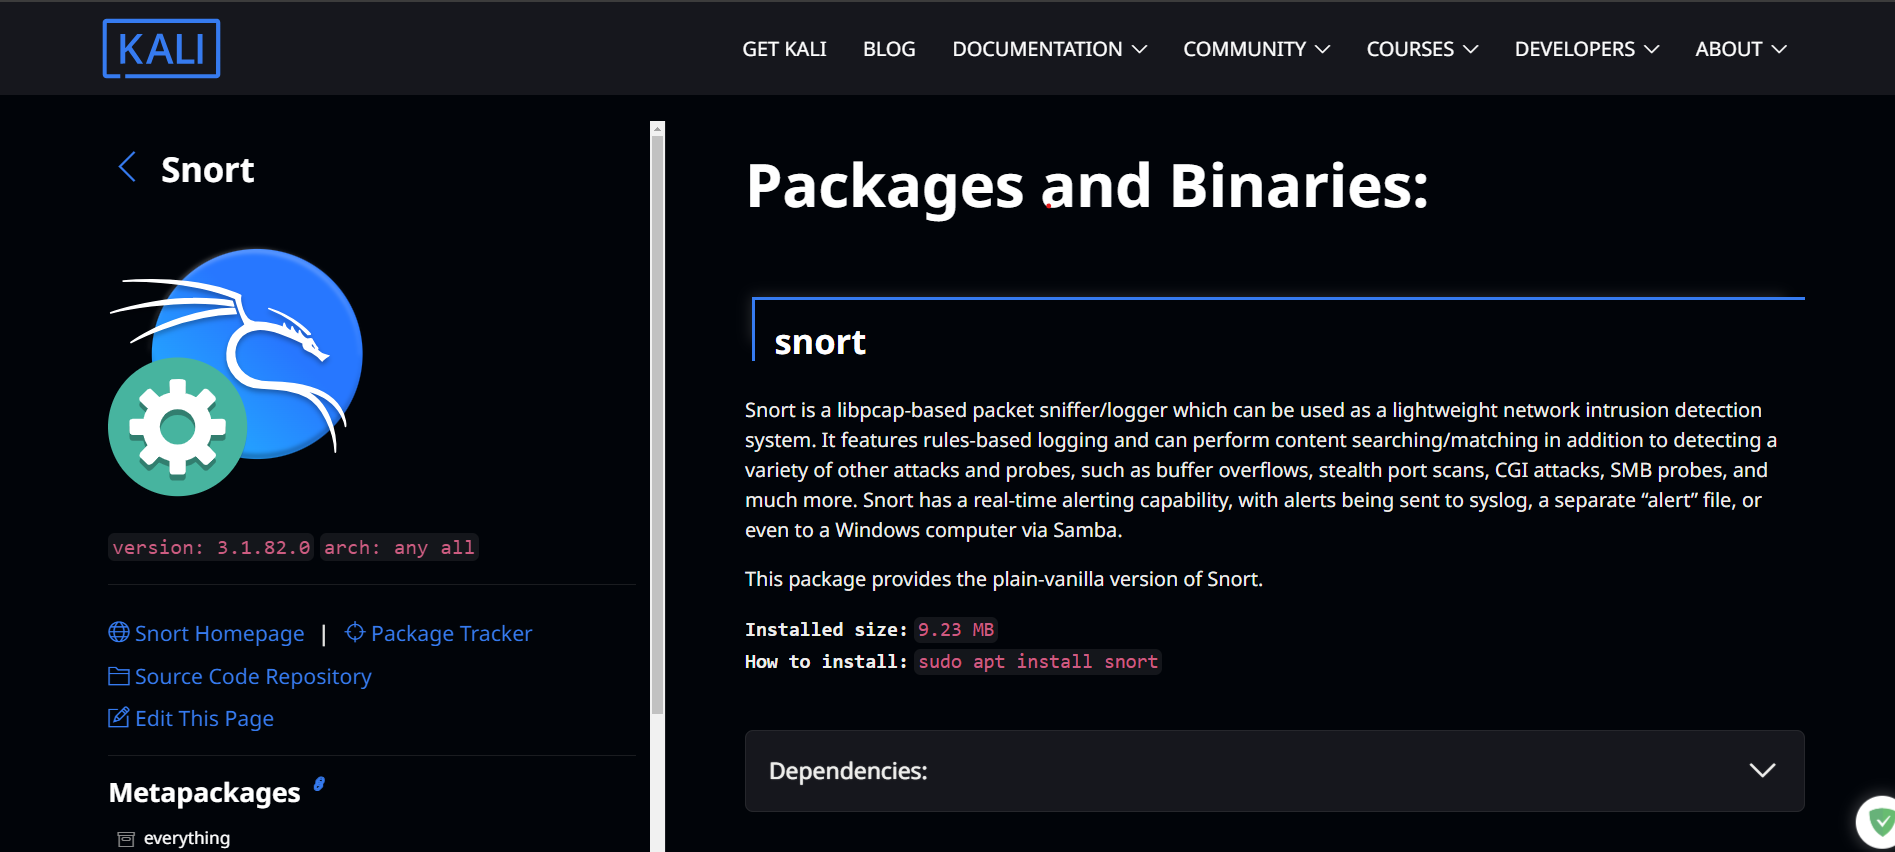 KALI
GET KALI BLOG DOCUMENTATION COMMUNITY COURSES DEVELOPERS ABOUT
Snort
version: 3.1.82.0 arch: any all
Snort Homepage | Package Tracker
Source Code Repository
Edit This Page
Metapackages
everything
Packages and Binaries:
snort
Snort is a libpcap-based packet sniffer/logger which can be used as a lightweight network intrusion detection
system. It features rules-based logging and can perform content searching/matching in addition to detecting a
variety of other attacks and probes, such as buffer overflows, stealth port scans, CGI attacks, SMB probes, and
much more. Snort has a real-time alerting capability, with alerts being sent to syslog, a separate “alert” file, or
even to a Windows computer via Samba.
This package provides the plain-vanilla version of Snort.
Installed size: 9.23 MB
How to install: sudo apt install snort
Dependencies: